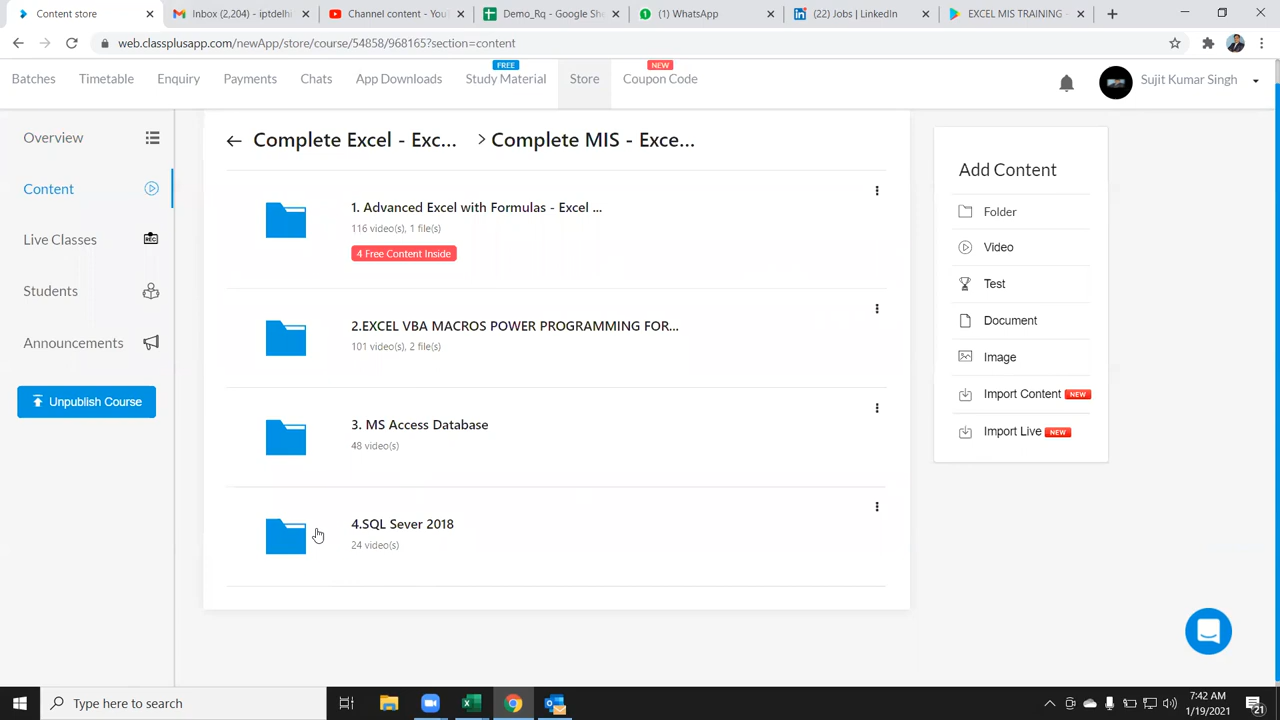 Content store
Inbox (2,204) - iptdelh
Channel content - You
Demo_Rq - Google She
(1) WhatsApp
(22) Jobs | LinkedIn
EXCEL MIS TRAINING -
web.classplusapp.com/newApp/store/course/54858/968165?section=content
FREE
NEW
Batches Timetable Enquiry Payments Chats App Downloads Study Material Store Coupon Code
Sujit Kumar Singh
Overview
Content
Live Classes
REC
Students
Announcements
Unpublish Course
Complete Excel - Exc... > Complete MIS - Exce...
1. Advanced Excel with Formulas - Excel ...
116 video(s), 1 file(s)
4 Free Content Inside
2.EXCEL VBA MACROS POWER PROGRAMMING FOR...
101 video(s), 2 file(s)
3. MS Access Database
48 video(s)
4.SQL Sever 2018
24 video(s)
Add Content
Folder
Video
Test
Document
Image
Import Content NEW
Import Live NEW
Type here to search
7:42 AM
1/19/2021
21